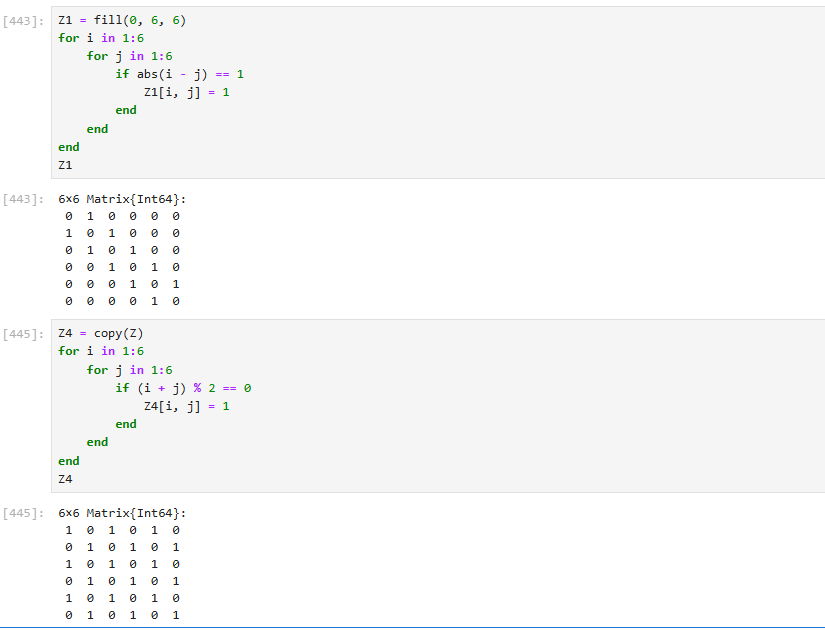 [443]: Z1 = fill(0, 6, 6)
for i in 1:6
    for j in 1:6
        if abs(i - j) == 1
            Z1[i, j] = 1
        end
    end
end
Z1
[443]: 6×6 Matrix{Int64}:
 0  1  0  0  0  0
 1  0  1  0  0  0
 0  1  0  1  0  0
 0  0  1  0  1  0
 0  0  0  1  0  1
 0  0  0  0  1  0
[445]: Z4 = copy(Z)
for i in 1:6
    for j in 1:6
        if (i + j) % 2 == 0
            Z4[i, j] = 1
        end
    end
end
Z4
[445]: 6×6 Matrix{Int64}:
 1  0  1  0  1  0
 0  1  0  1  0  1
 1  0  1  0  1  0
 0  1  0  1  0  1
 1  0  1  0  1  0
 0  1  0  1  0  1